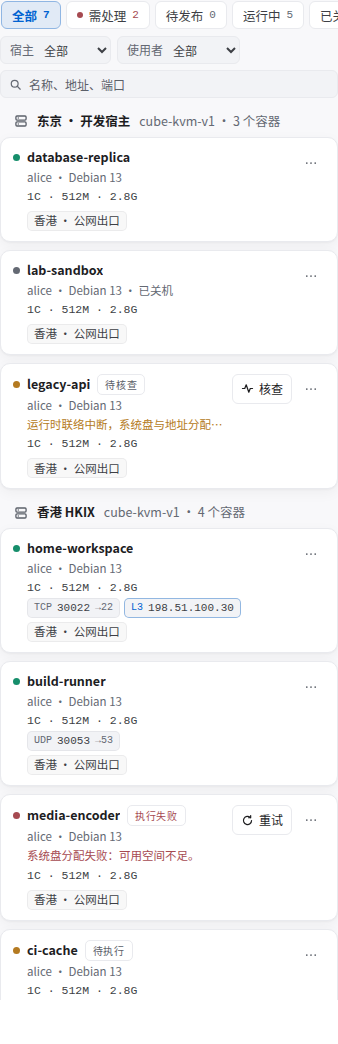 全部 7 需处理 2 待发布 0 运行中 5 已关
宿主 全部 使用者 全部
名称、地址、端口
东京 • 开发宿主 cube-kvm-v1 • 3 个容器
database-replica ...
alice • Debian 13
1C · 512M · 2.8G
香港 • 公网出口
lab-sandbox ...
alice • Debian 13 • 已关机
1C · 512M · 2.8G
香港 • 公网出口
legacy-api 待核查 核查 ...
alice • Debian 13
运行时联络中断，系统盘与地址分配…
1C · 512M · 2.8G
香港 • 公网出口
香港 HKIX cube-kvm-v1 • 4 个容器
home-workspace ...
alice • Debian 13
1C · 512M · 2.8G
TCP 30022 →22 L3 198.51.100.30
香港 • 公网出口
build-runner ...
alice • Debian 13
1C · 512M · 2.8G
UDP 30053 →53
香港 • 公网出口
media-encoder 执行失败 重试 ...
alice • Debian 13
系统盘分配失败：可用空间不足。
1C · 512M · 2.8G
香港 • 公网出口
ci-cache 待执行 ...
alice • Debian 13
1C · 512M · 2.8G